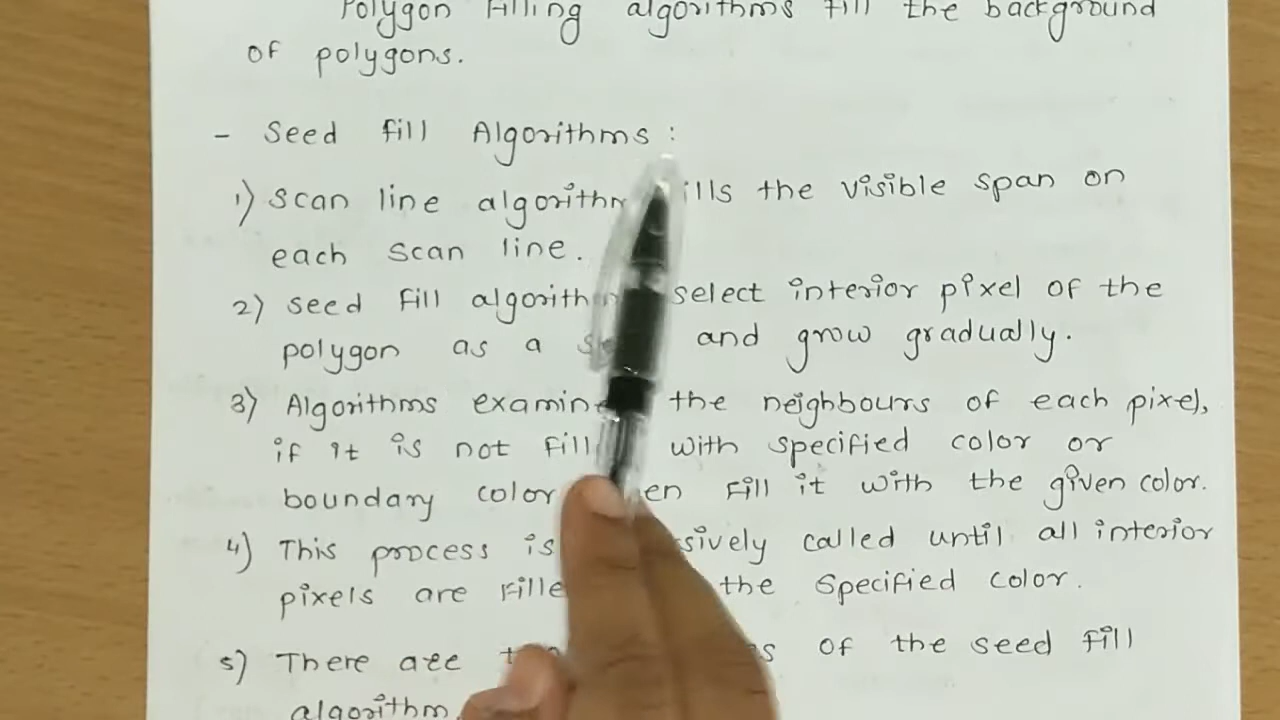 Polygon Filling algorithms fill the background
of polygons.
- Seed fill Algorithms :
1) Scan line algorithm fills the visible span on
each scan line.
2) seed fill algorithm select interior pixel of the
polygon as a and grow gradually.
3) Algorithms examine the neighbours of each pixel,
if it is not fill with specified color or
boundary color fill it with the given color.
4) This process is called until all interior
pixels are the specified color.
5) There are of the seed fill
algorithm.